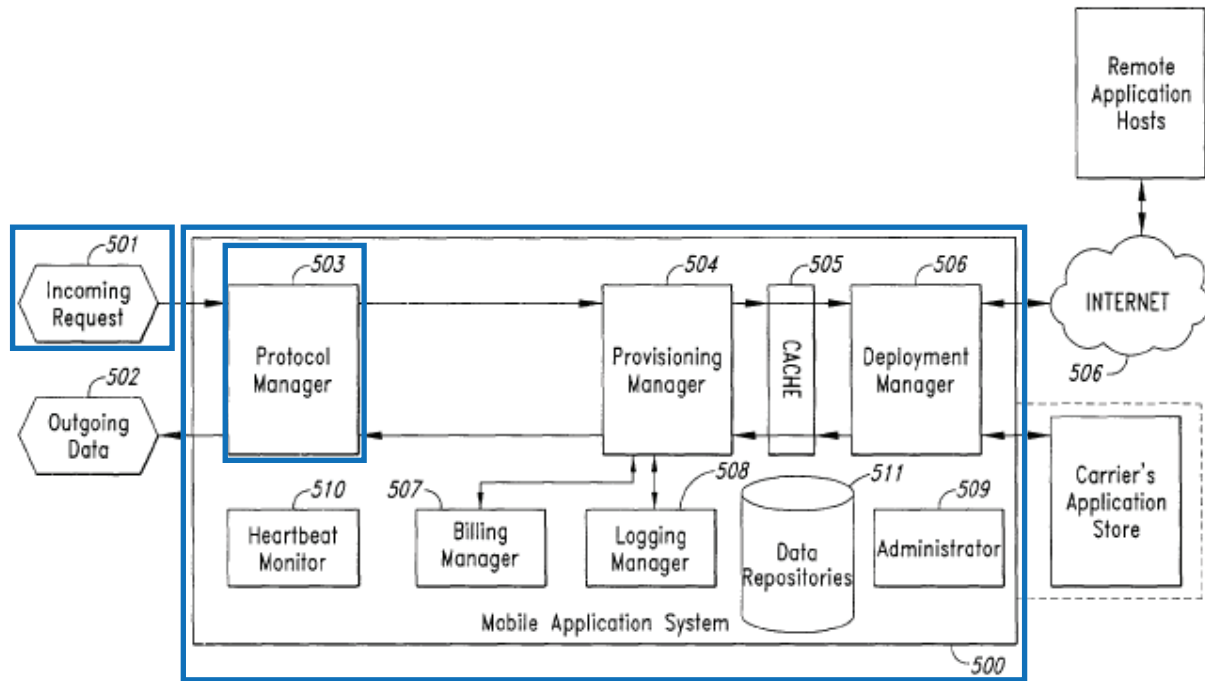 Remote
Application
Hosts
501
Incoming
Request
503
Protocol
Manager
504
Provisioning
Manager
505
CACHE
506
Deployment
Manager
INTERNET
506
502
Outgoing
Data
510
Heartbeat
Monitor
507
Billing
Manager
508
Logging
Manager
511
Data
Repositories
509
Administrator
Carrier's
Application
Store
Mobile Application System
500